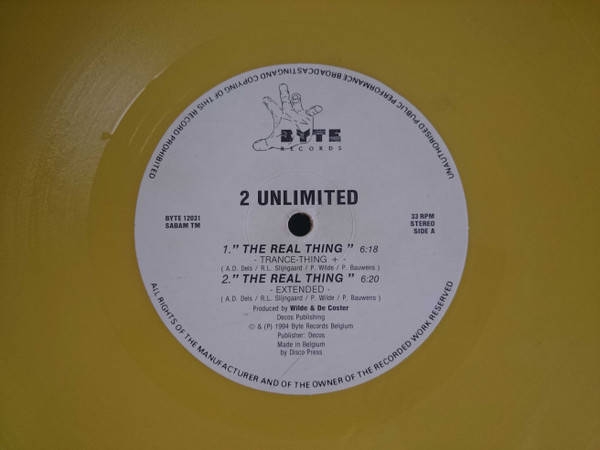 UNAUTHORISED PUBLIC PERFORMANCE BROADCASTING AND COPYING OF THIS RECORD PROHIBITED
BYTE
RECORDS
2 UNLIMITED
BYTE 12031
SABAM TM
33 RPM
STEREO
SIDE A
1." THE REAL THING " 6:18
- TRANCE-THING + -
( A.D. Dels / R.L. Slijngaard / P. Wilde / P. Bauwens )
2." THE REAL THING " 6:20
- EXTENDED -
( A.D. Dels / R.L. Slijngaard / P. Wilde / P. Bauwens )
Produced by Wilde & De Coster
Decos Publishing
© & (P) 1994 Byte Records Belgium
Publisher: Decos
Made in Belgium
by Disco Press
ALL RIGHTS OF THE MANUFACTURER AND OF THE OWNER OF THE RECORDED WORK RESERVED